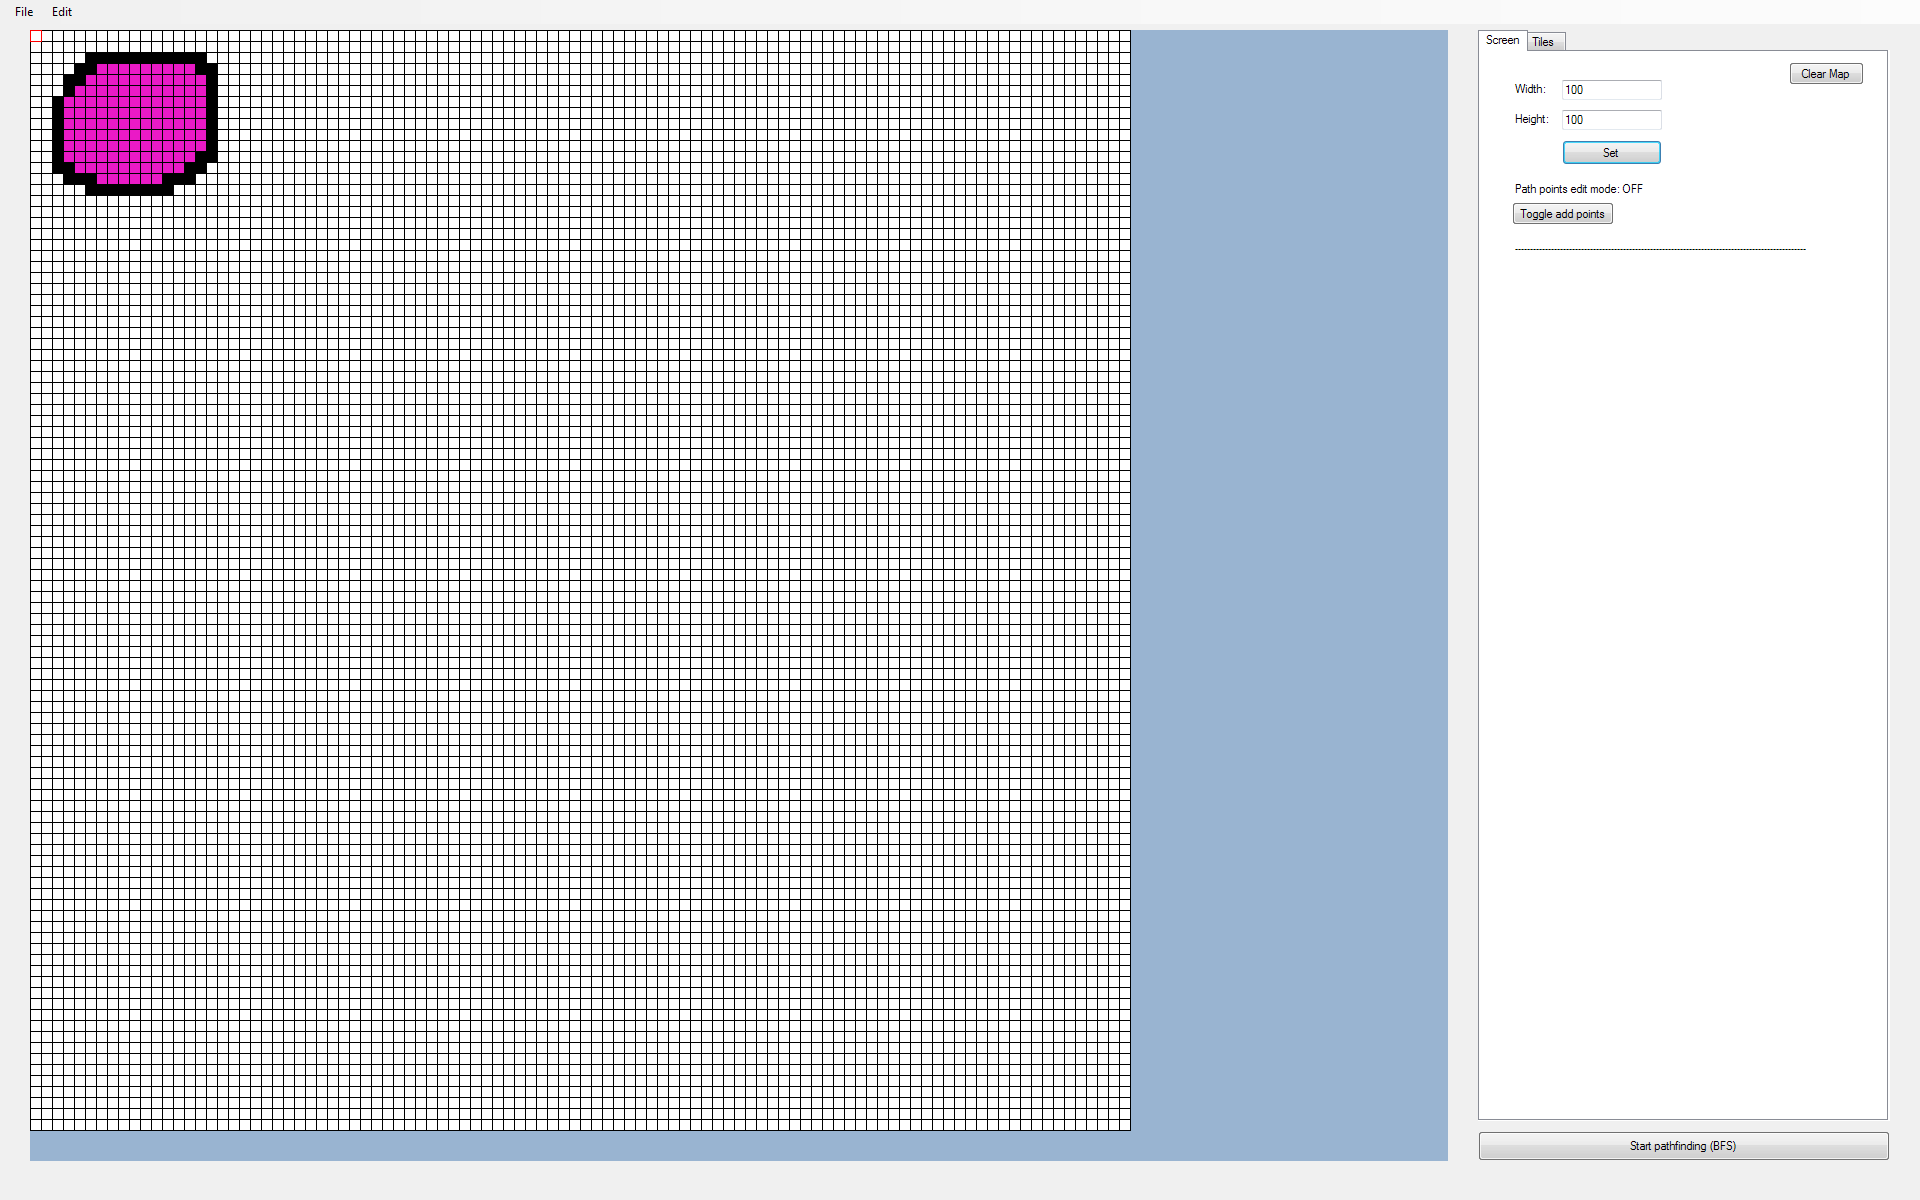 File Edit
Screen Tiles
Clear Map
Width: 100
Height: 100
Set
Path points edit mode: OFF
Toggle add points
Start pathfinding (BFS)